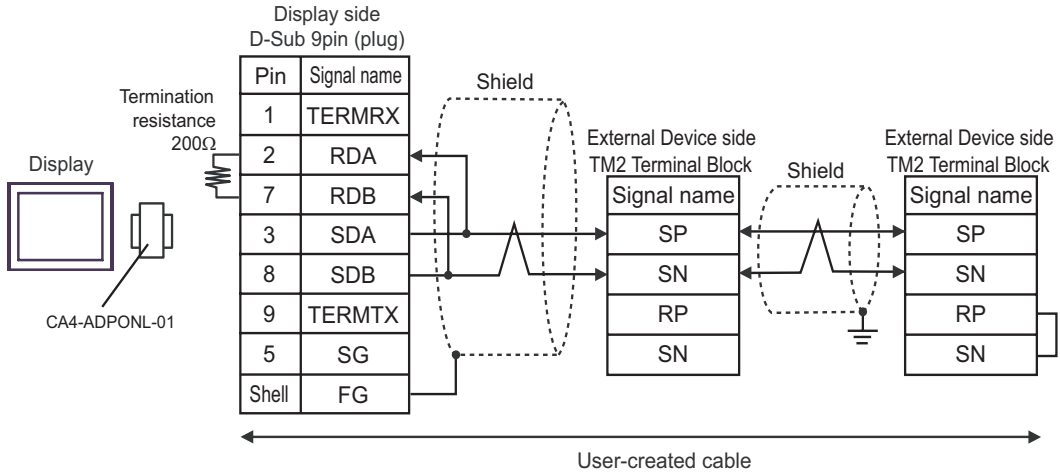 Display side
D-Sub 9pin (plug)
Pin Signal name
1 TERMRX
2 RDA
7 RDB
3 SDA
8 SDB
9 TERMTX
5 SG
Shell FG
Termination
resistance
200Ω
Display
CA4-ADPONL-01
Shield
External Device side
TM2 Terminal Block
Signal name
SP
SN
RP
SN
Shield
External Device side
TM2 Terminal Block
Signal name
SP
SN
RP
SN
User-created cable